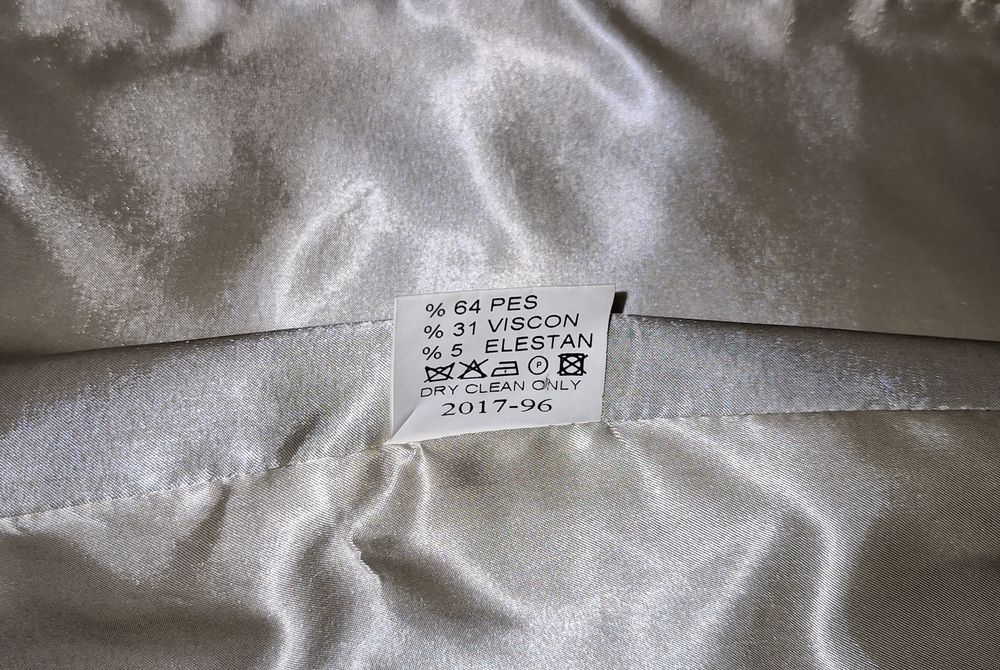 % 64 PES
% 31 VISCON
% 5 ELESTAN
P
DRY CLEAN ONLY
2017-96